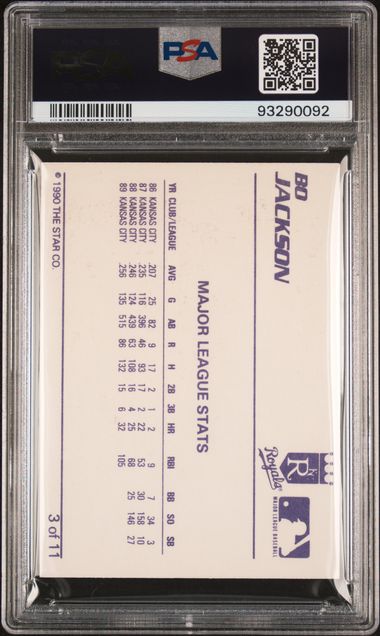 PSA
93290092
BO
JACKSON
KR
Royals
MAJOR LEAGUE BASEBALL
MAJOR LEAGUE STATS
YR CLUB/LEAGUE AVG G AB R H 2B 3B HR RBI BB SO SB
86 KANSAS CITY .207 25 82 9 17 2 1 2 9 7 34 3
87 KANSAS CITY .235 116 396 46 93 17 2 22 53 30 158 10
88 KANSAS CITY .246 124 439 63 108 16 4 25 68 25 146 27
89 KANSAS CITY .256 135 515 86 132 15 6 32 105
© 1990 THE STAR CO.
3 of 11